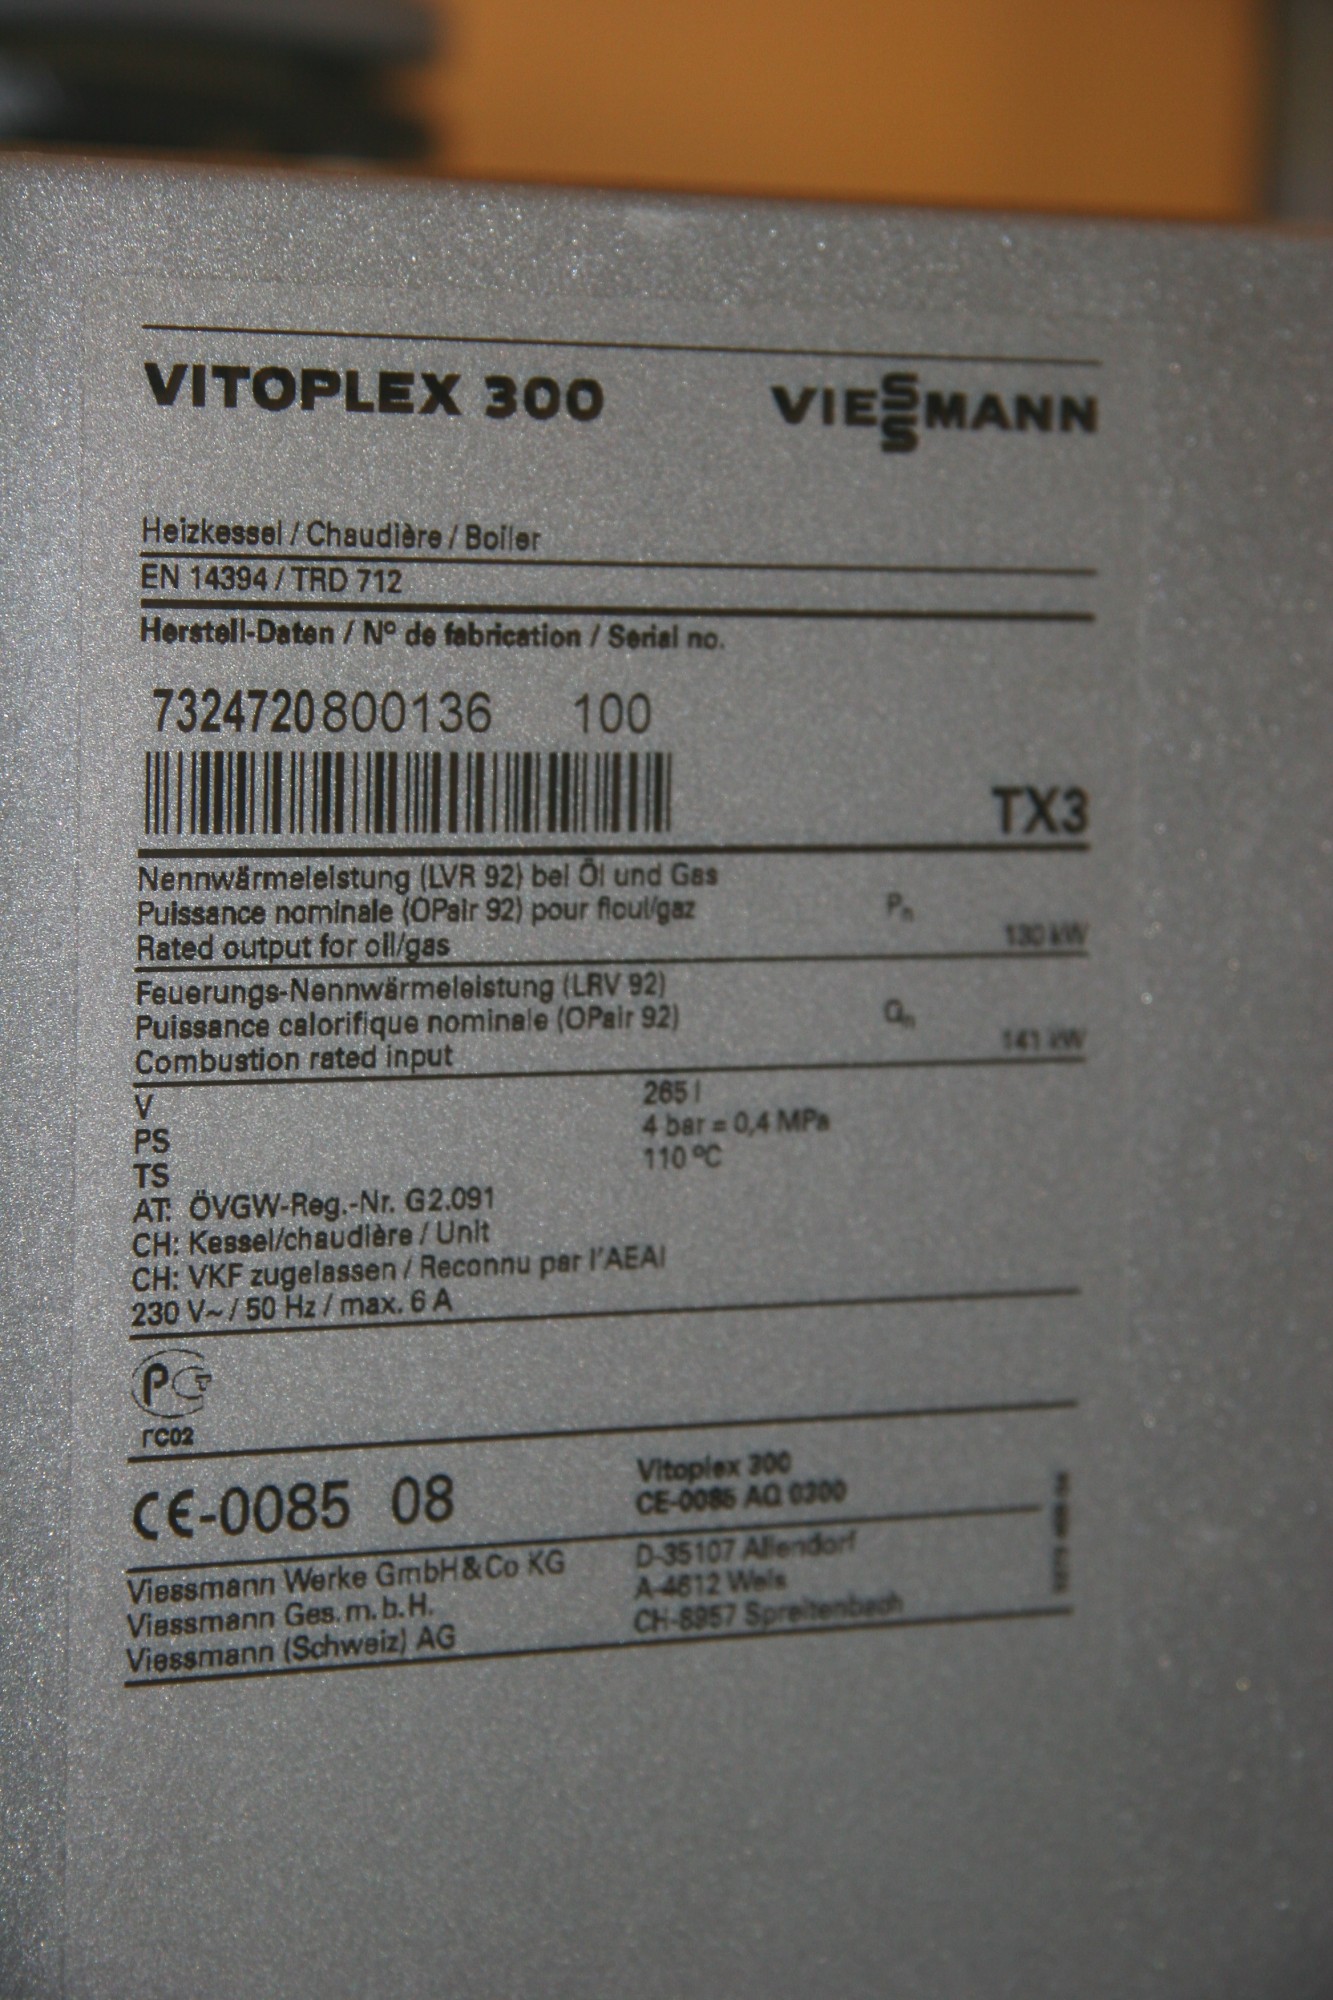 VITOPLEX 300 VIESSMANN
Heizkessel / Chaudière / Boiler
EN 14394 / TRD 712
Herstell-Daten / Nº de fabrication / Serial no.
7324720800136 100
TX3
Nennwärmeleistung (LVR 92) bei Öl und Gas
Puissance nominale (OPair 92) pour fioul/gaz Pn
Rated output for oil/gas 130 kW
Feuerungs-Nennwärmeleistung (LRV 92)
Puissance calorifique nominale (OPair 92) Qn
Combustion rated input 141 kW
V 265 l
PS 4 bar = 0,4 MPa
TS 110 ºC
AT: ÖVGW-Reg.-Nr. G2.091
CH: Kessel/chaudière / Unit
CH: VKF zugelassen / Reconnu par l'AEAI
230 V~ / 50 Hz / max. 6 A
ГС02
CE-0085 08
Vitoplex 300
CE-0085 AQ 0300
Viessmann Werke GmbH&Co KG D-35107 Allendorf
Viessmann Ges.m.b.H. A-4612 Wels
Viessmann (Schweiz) AG CH-8957 Spreitenbach